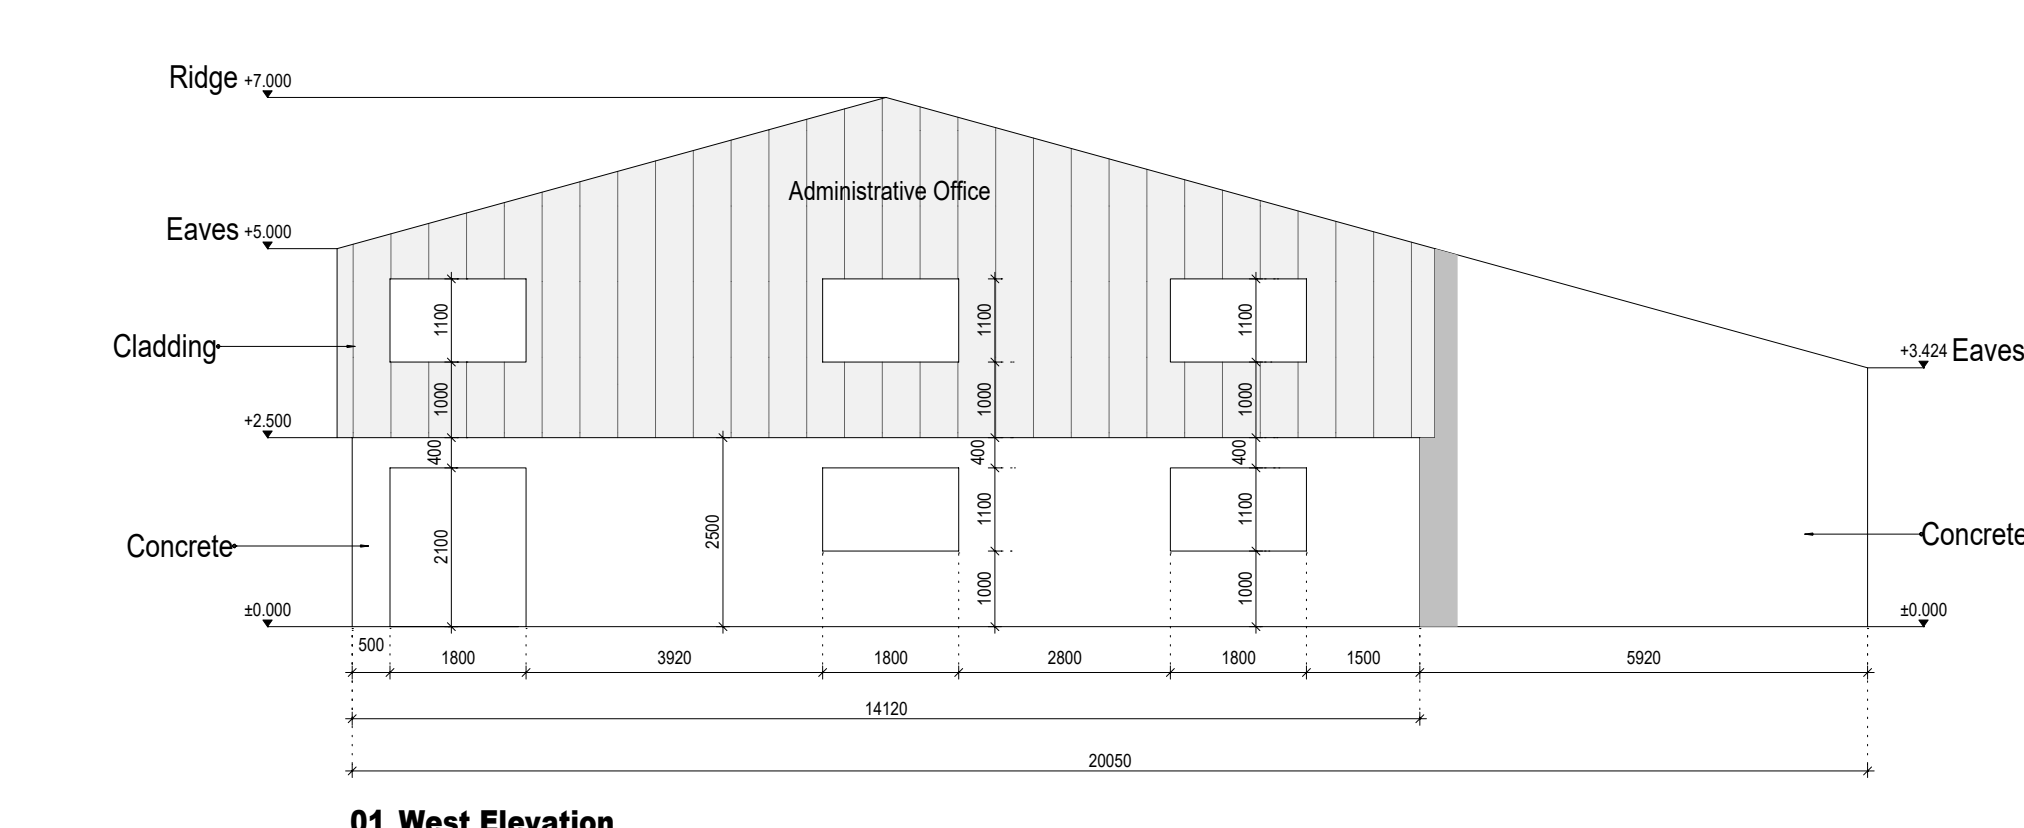 Ridge +7.000
Administrative Office
Eaves +5.000
1100 1100 1100
Cladding
+3.424 Eaves
1000 1000 1000
+2.500
400 400 400
2100 2500 1100 1100
Concrete
Concrete
1000 1000
±0.000 ±0.000
500 1800 3920 1800 2800 1800 1500 5920
14120
20050
01 West Elevation